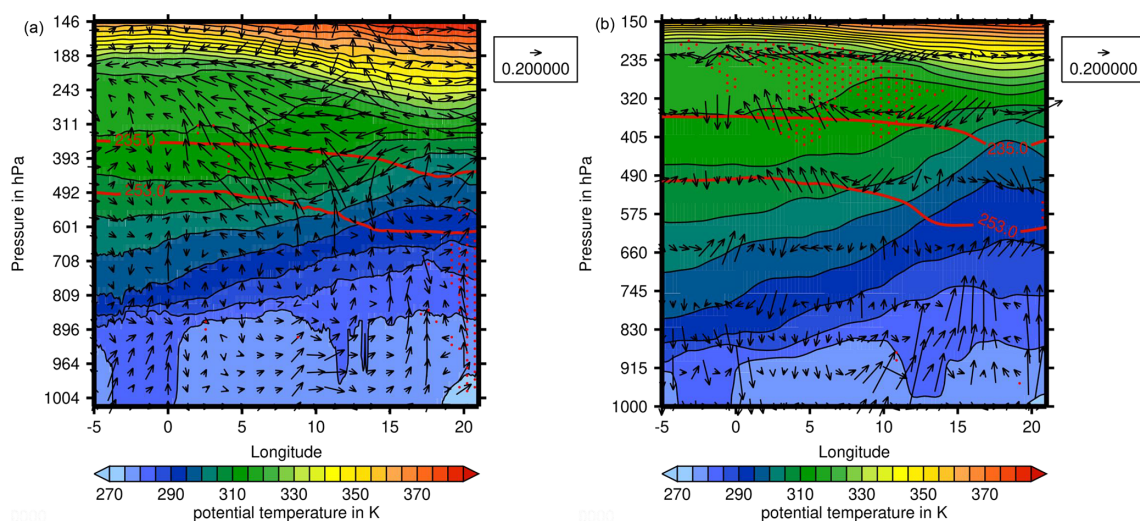 (a)
146
188
243
311
393
492
601
708
809
896
964
1004
Pressure in hPa
235.0
253.0
-5 0 5 10 15 20
Longitude
270 290 310 330 350 370
potential temperature in K
0.200000
(b)
150
235
320
405
490
575
660
745
830
915
1000
Pressure in hPa
235.0
253.0
-5 0 5 10 15 20
Longitude
270 290 310 330 350 370
potential temperature in K
0.200000